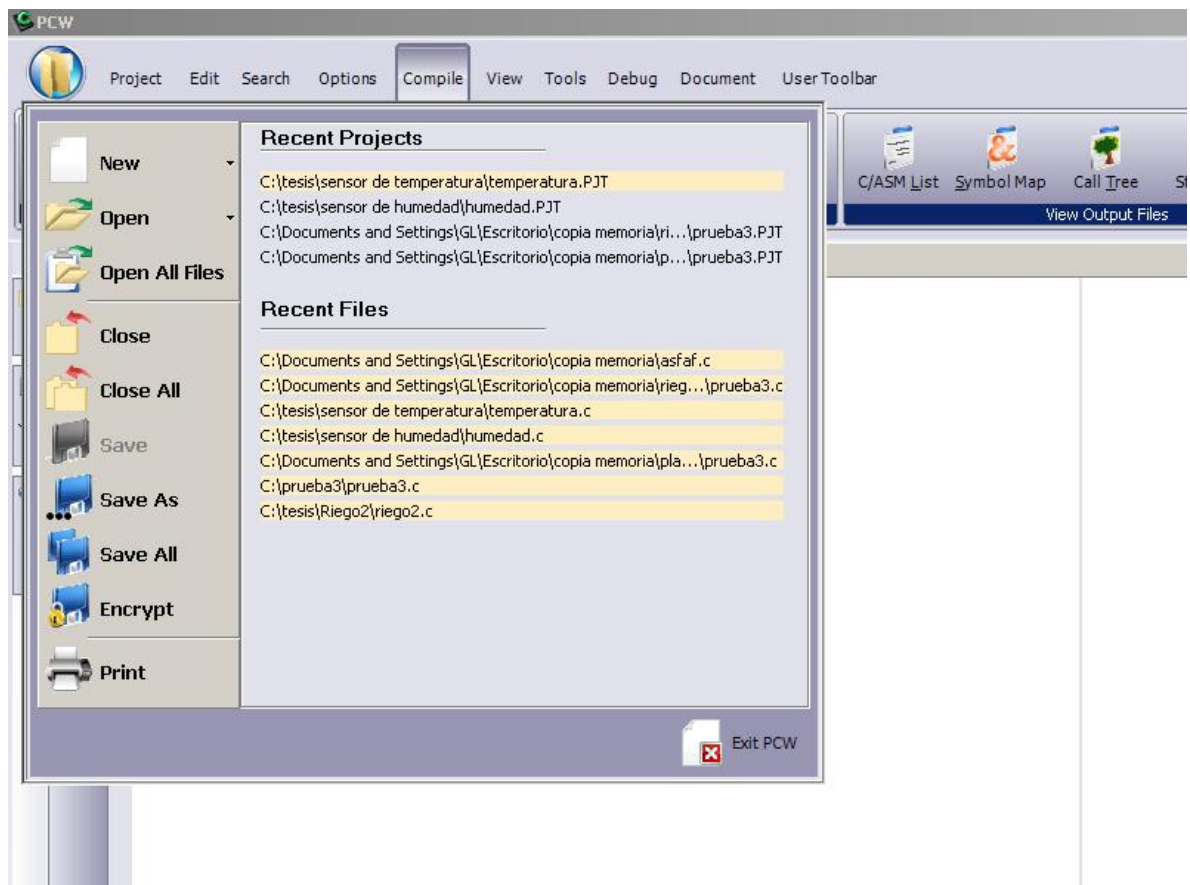 PCW
Project Edit Search Options Compile View Tools Debug Document User Toolbar
C/ASM List Symbol Map Call Tree St
View Output Files
New
Open
Open All Files
Close
Close All
Save
Save As
Save All
Encrypt
Print
Recent Projects
C:\tesis\sensor de temperatura\temperatura.PJT
C:\tesis\sensor de humedad\humedad.PJT
C:\Documents and Settings\GL\Escritorio\copia memoria\ri...\prueba3.PJT
C:\Documents and Settings\GL\Escritorio\copia memoria\p...\prueba3.PJT
Recent Files
C:\Documents and Settings\GL\Escritorio\copia memoria\asfaf.c
C:\Documents and Settings\GL\Escritorio\copia memoria\rieg...\prueba3.c
C:\tesis\sensor de temperatura\temperatura.c
C:\tesis\sensor de humedad\humedad.c
C:\Documents and Settings\GL\Escritorio\copia memoria\pla...\prueba3.c
C:\prueba3\prueba3.c
C:\tesis\Riego2\riego2.c
Exit PCW